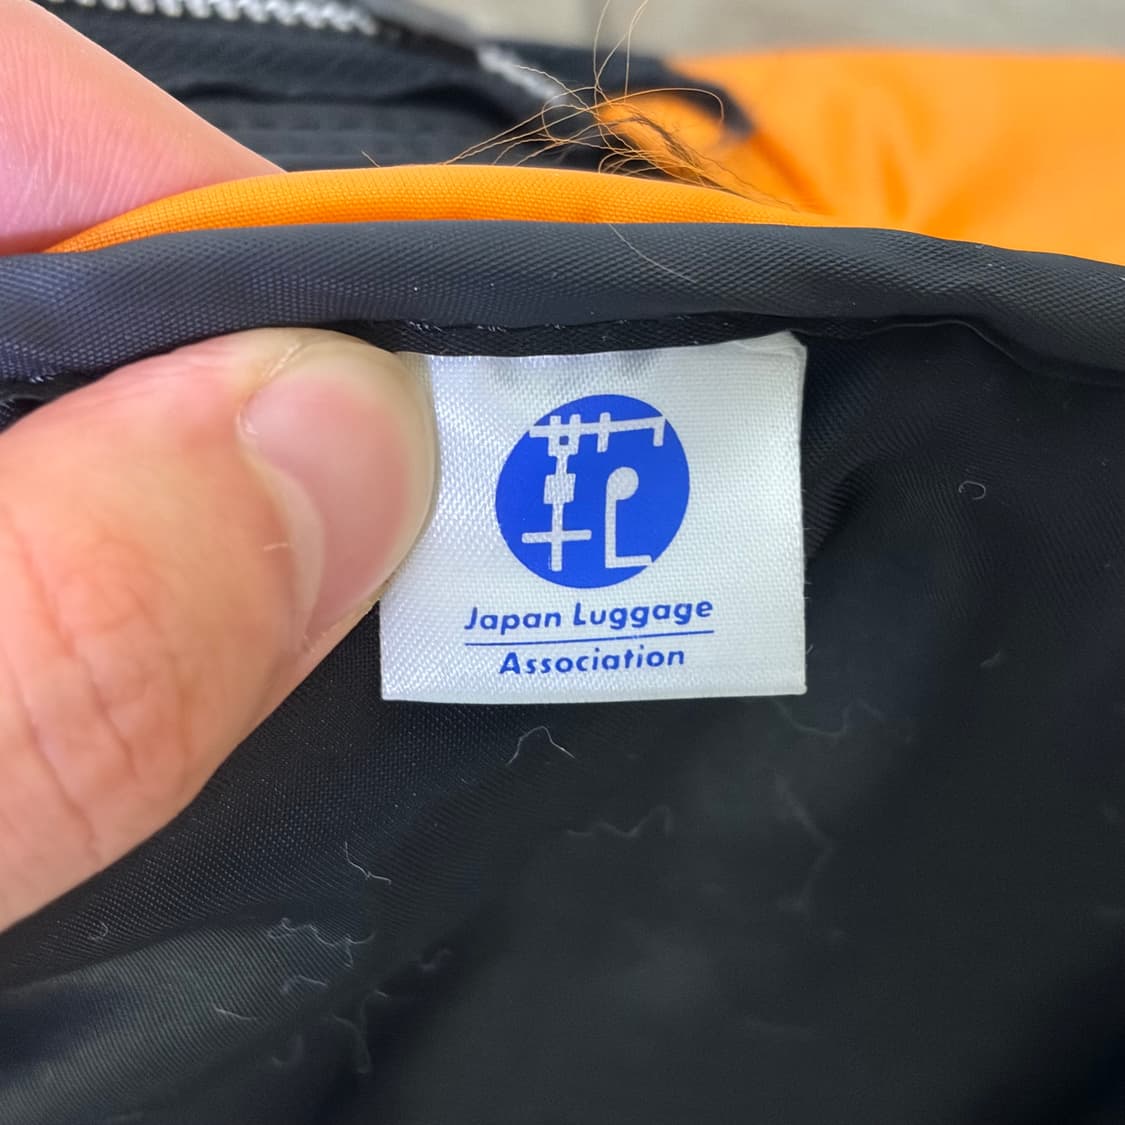 Japan Luggage
Association